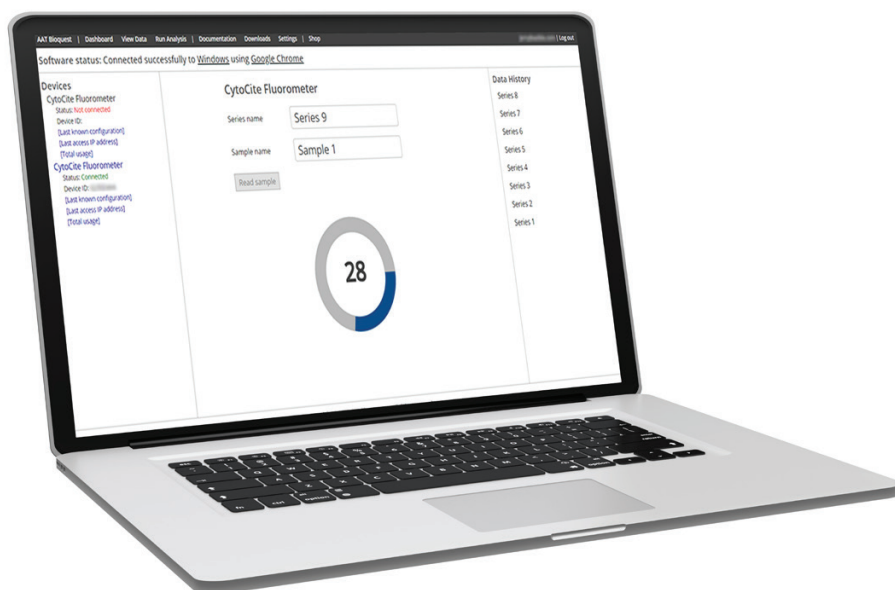 AAT Bioquest | Dashboard View Data Run Analysis | Documentation Downloads Settings | Shop
| Log out
Software status: Connected successfully to Windows using Google Chrome
Devices
CytoCite Fluorometer
Status: Not connected
Device ID:
[Last known configuration]
[Last access IP address]
[Total usage]
CytoCite Fluorometer
Status: Connected
Device ID:
[Last known configuration]
[Last access IP address]
[Total usage]
CytoCite Fluorometer
Series name
Series 9
Sample name
Sample 1
Read sample
28
Data History
Series 8
Series 7
Series 6
Series 5
Series 4
Series 3
Series 2
Series 1